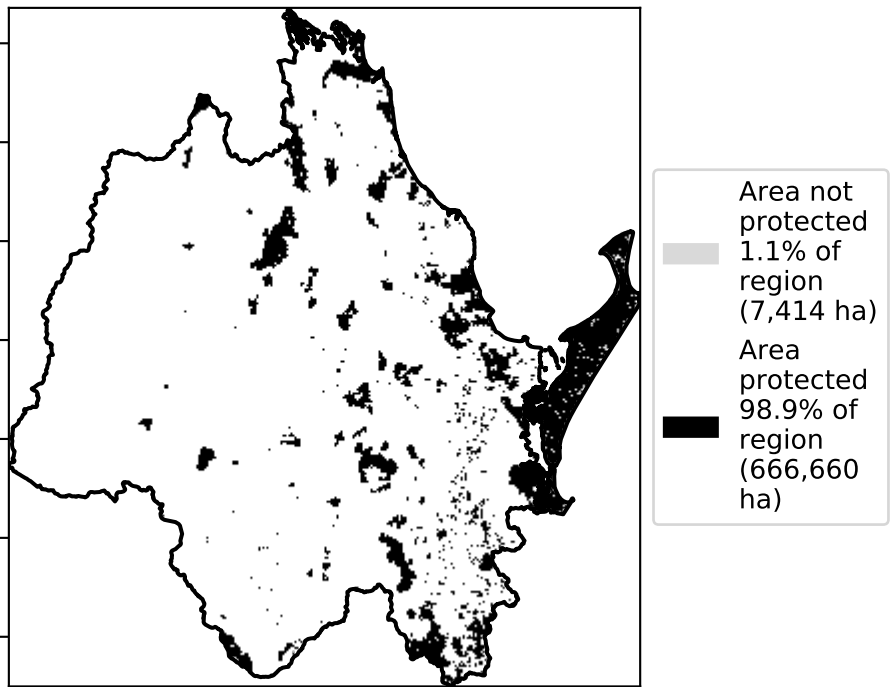 Area not
protected
1.1% of
region
(7,414 ha)
Area
protected
98.9% of
region
(666,660
ha)